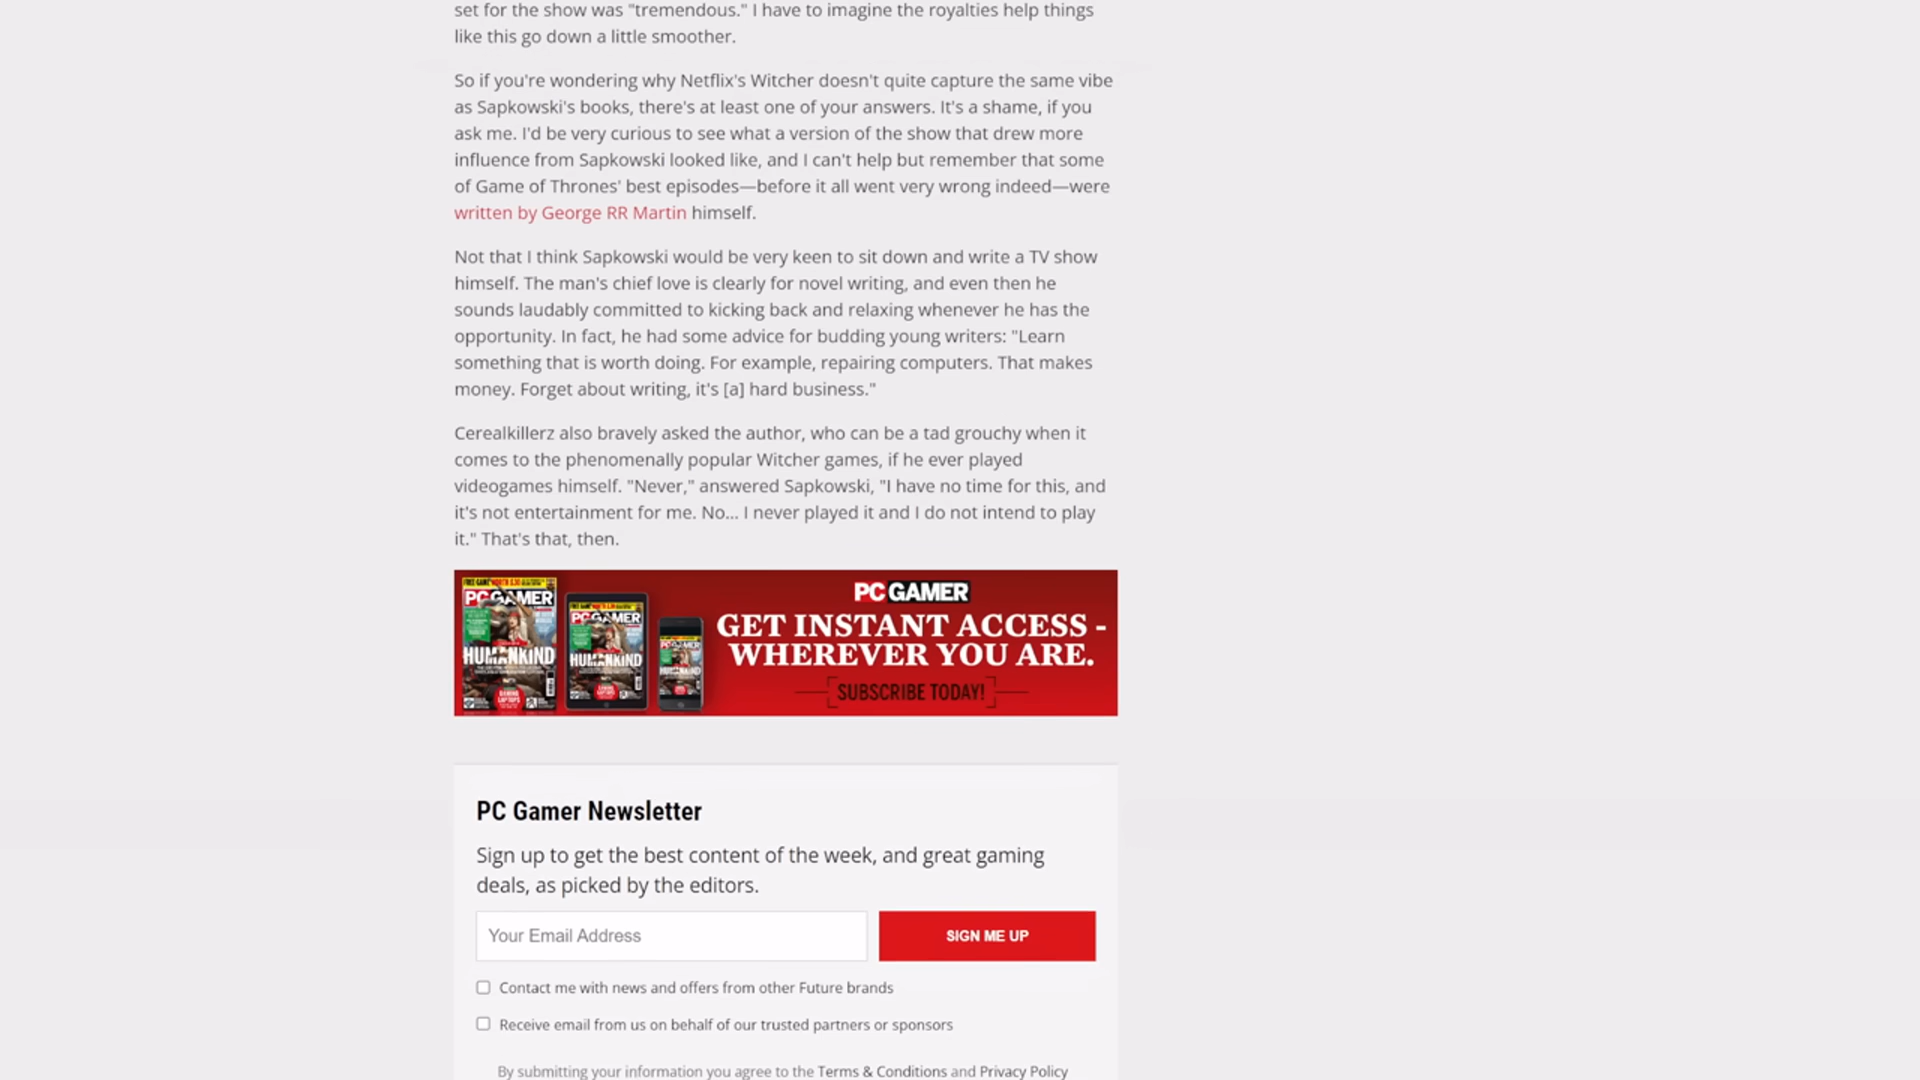 set for the show was "tremendous." I have to imagine the royalties help things
like this go down a little smoother.
So if you're wondering why Netflix's Witcher doesn't quite capture the same vibe
as Sapkowski's books, there's at least one of your answers. It's a shame, if you
ask me. I'd be very curious to see what a version of the show that drew more
influence from Sapkowski looked like, and I can't help but remember that some
of Game of Thrones' best episodes—before it all went very wrong indeed—were
written by George RR Martin himself.
Not that I think Sapkowski would be very keen to sit down and write a TV show
himself. The man's chief love is clearly for novel writing, and even then he
sounds laudably committed to kicking back and relaxing whenever he has the
opportunity. In fact, he had some advice for budding young writers: "Learn
something that is worth doing. For example, repairing computers. That makes
money. Forget about writing, it's [a] hard business."
Cerealkillerz also bravely asked the author, who can be a tad grouchy when it
comes to the phenomenally popular Witcher games, if he ever played
videogames himself. "Never," answered Sapkowski, "I have no time for this, and
it's not entertainment for me. No... I never played it and I do not intend to play
it." That's that, then.
PC GAMER
HUMANKIND
PC GAMER
HUMANKIND
PC GAMER
GET INSTANT ACCESS -
WHEREVER YOU ARE.
SUBSCRIBE TODAY!
PC Gamer Newsletter
Sign up to get the best content of the week, and great gaming
deals, as picked by the editors.
Your Email Address
SIGN ME UP
Contact me with news and offers from other Future brands
Receive email from us on behalf of our trusted partners or sponsors
By submitting your information you agree to the Terms & Conditions and Privacy Policy